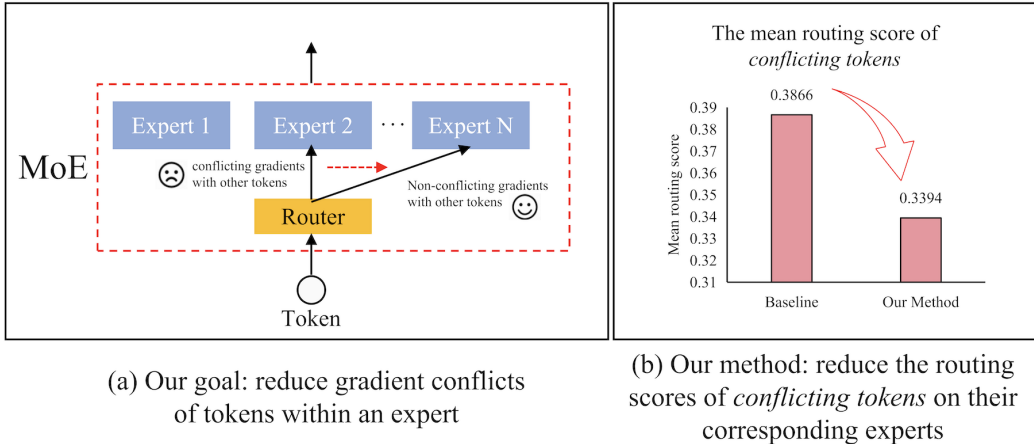 MoE
Expert 1
Expert 2
···
Expert N
conflicting gradients
with other tokens
Non-conflicting gradients
with other tokens
Router
Token
(a) Our goal: reduce gradient conflicts
of tokens within an expert
The mean routing score of
conflicting tokens
Mean routing score
0.39
0.38
0.37
0.36
0.35
0.34
0.33
0.32
0.31
0.3866
0.3394
Baseline
Our Method
(b) Our method: reduce the routing
scores of conflicting tokens on their
corresponding experts